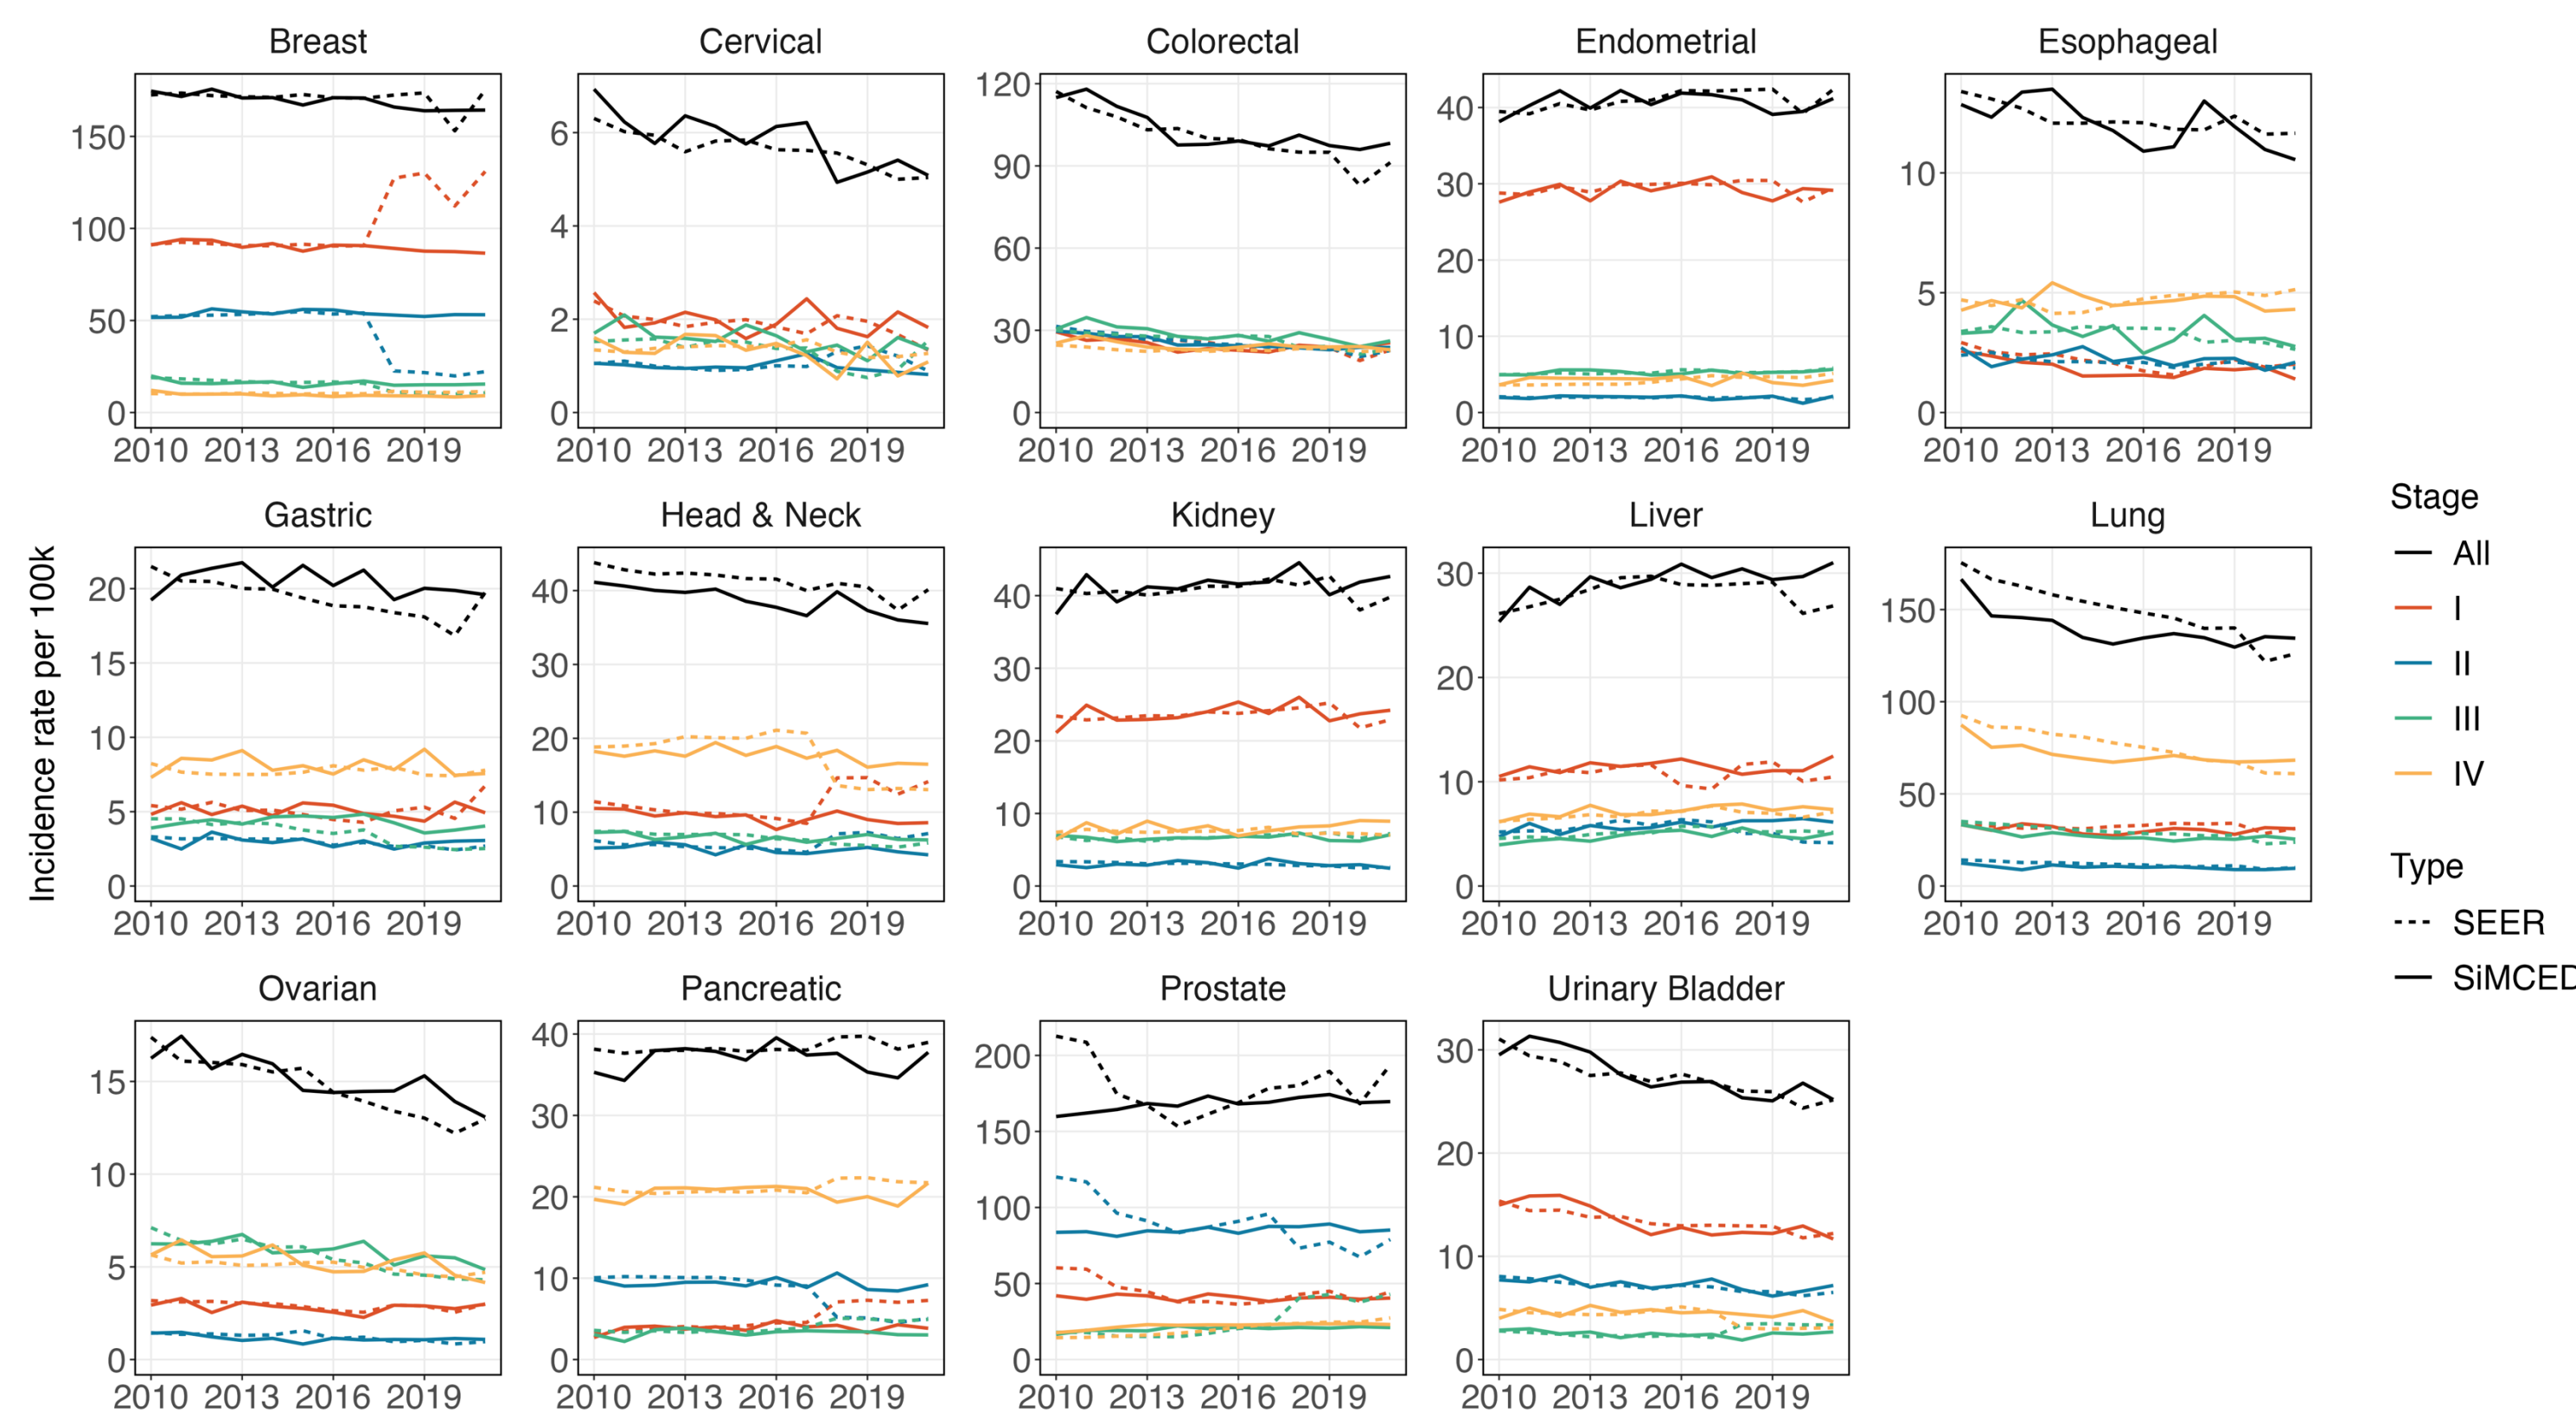 Breast
Cervical
Colorectal
Endometrial
Esophageal
150
100
50
0
2010 2013 2016 2019
6
4
2
0
2010 2013 2016 2019
120
90
60
30
0
2010 2013 2016 2019
40
30
20
10
0
2010 2013 2016 2019
10
5
0
2010 2013 2016 2019
Incidence rate per 100k
Gastric
Head & Neck
Kidney
Liver
Lung
20
15
10
5
0
2010 2013 2016 2019
40
30
20
10
0
2010 2013 2016 2019
40
30
20
10
0
2010 2013 2016 2019
30
20
10
0
2010 2013 2016 2019
150
100
50
0
2010 2013 2016 2019
Ovarian
Pancreatic
Prostate
Urinary Bladder
15
10
5
0
2010 2013 2016 2019
40
30
20
10
0
2010 2013 2016 2019
200
150
100
50
0
2010 2013 2016 2019
30
20
10
0
2010 2013 2016 2019
Stage
All
I
II
III
IV
Type
SEER
SiMCED